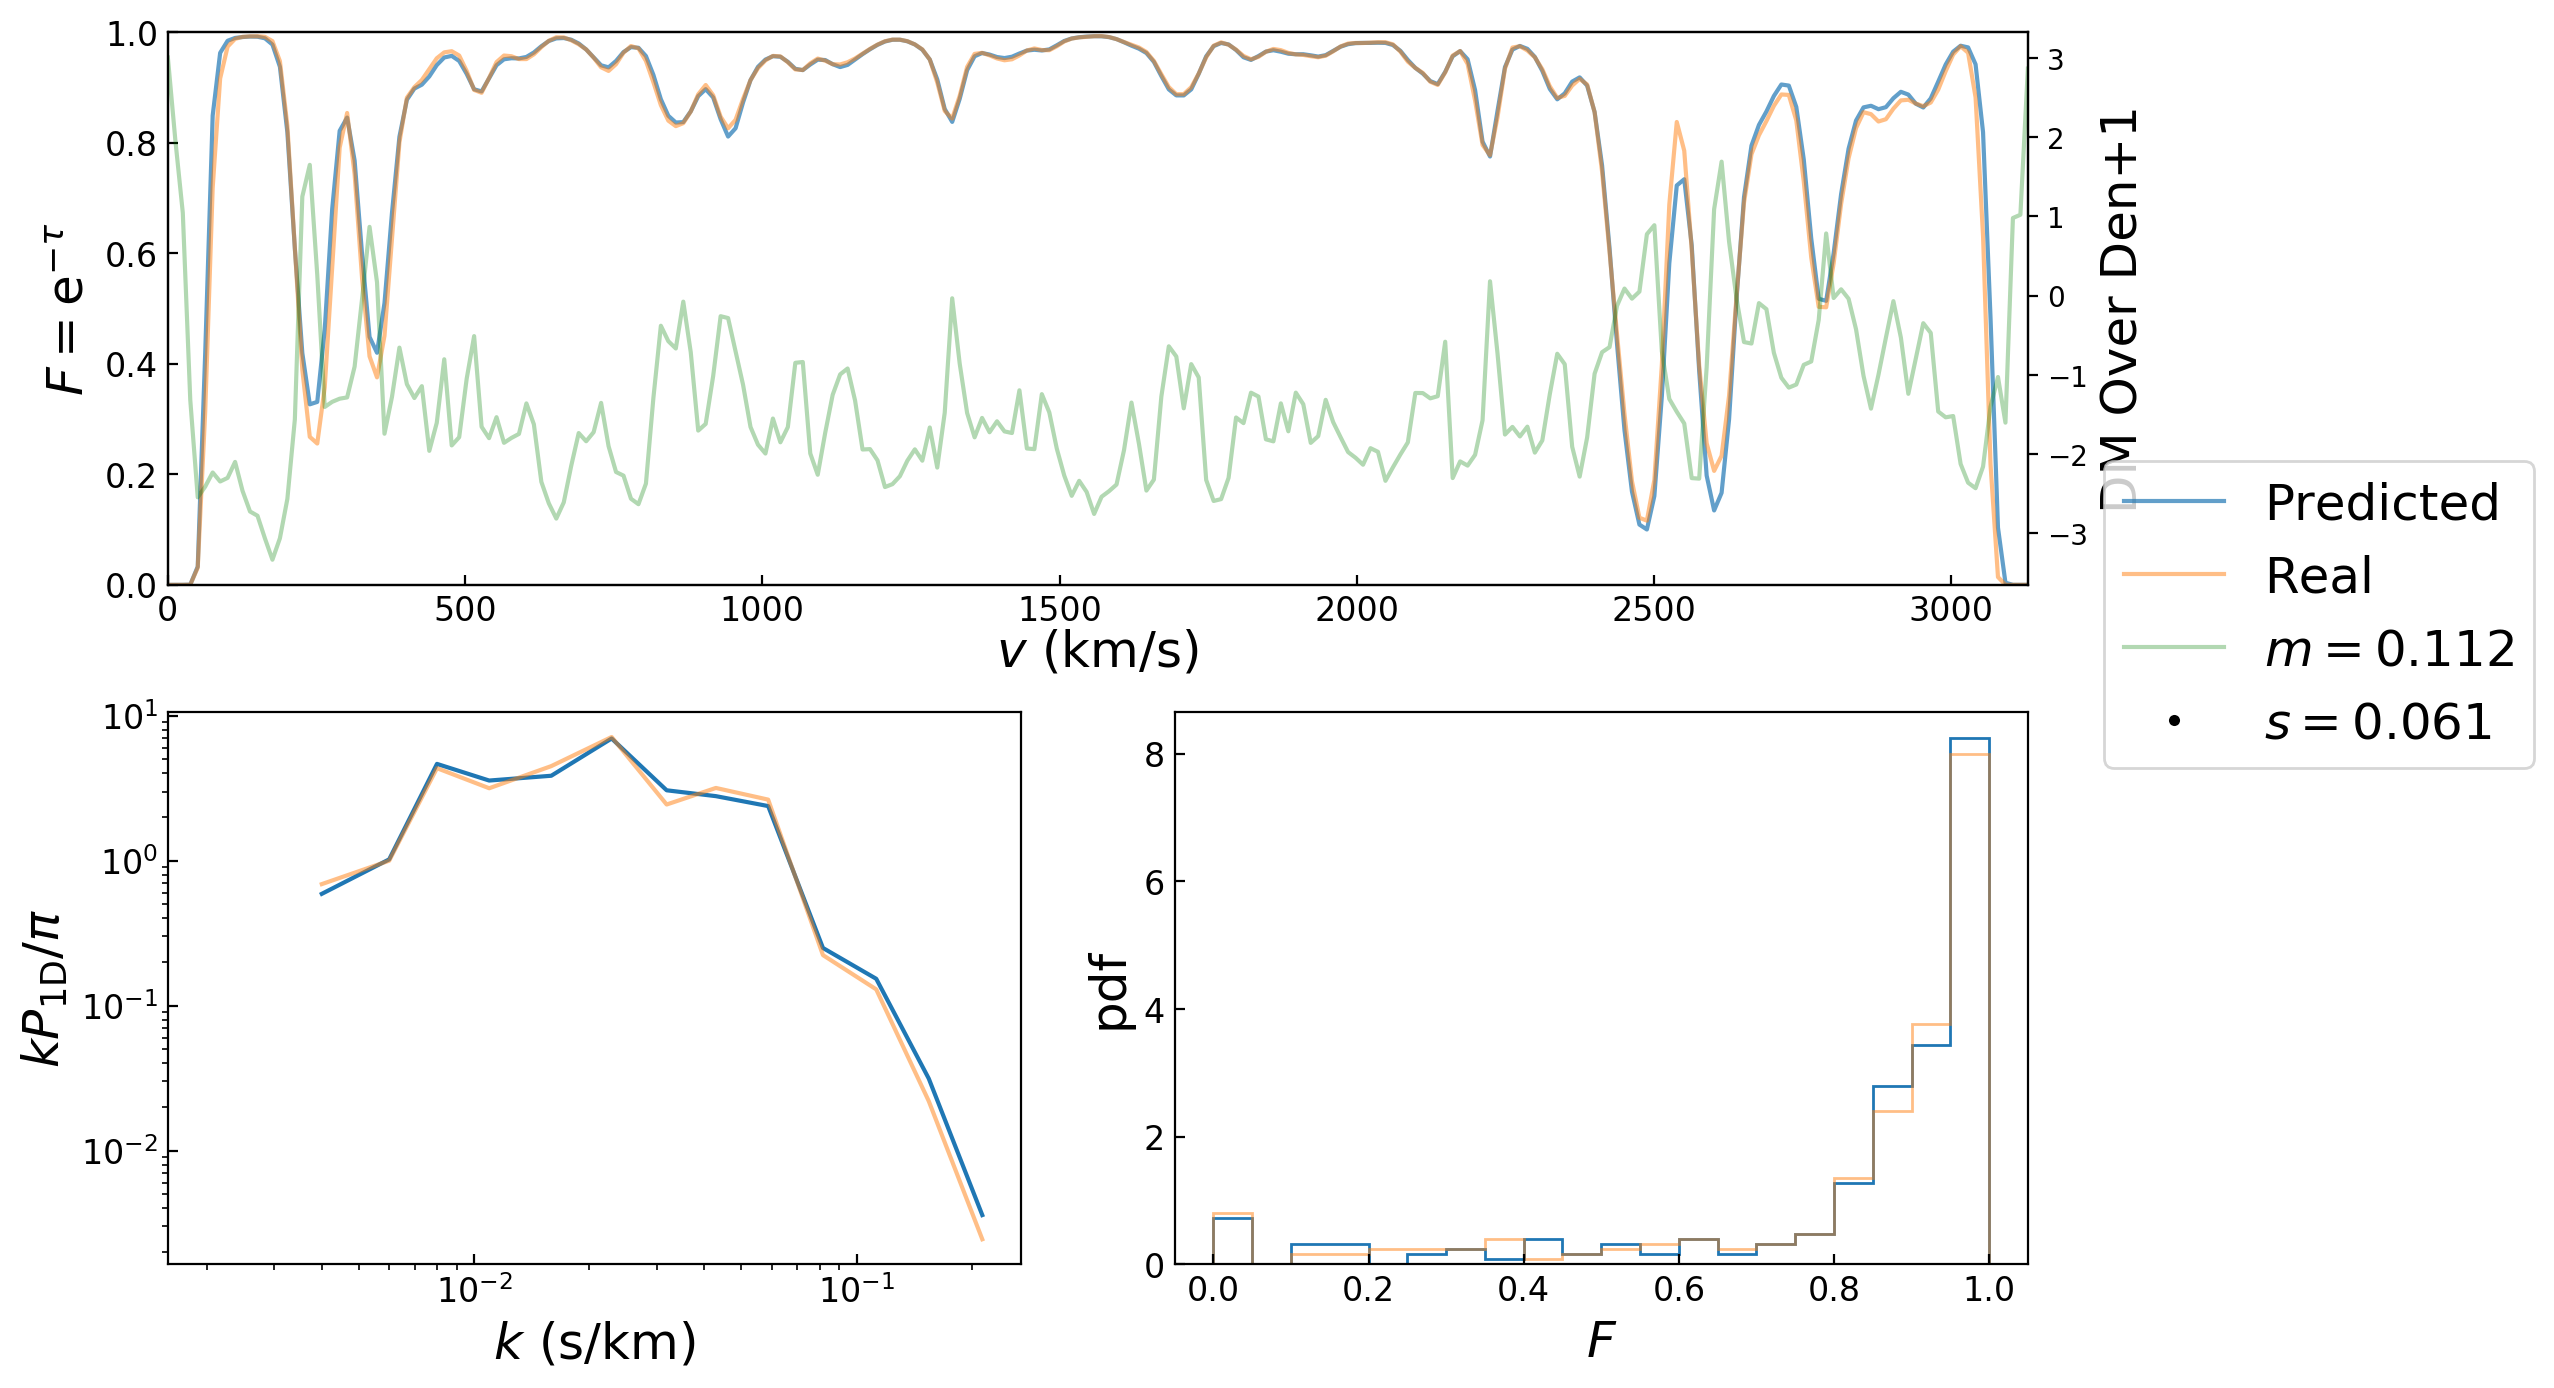 1.0
0.8
0.6
0.4
0.2
0.0
F = e^{−τ}
0 500 1000 1500 2000 2500 3000
v (km/s)
3
2
1
0
−1
−2
−3
DM Over Den+1
Predicted
Real
m = 0.112
s = 0.061
10^1
10^0
10^{−1}
10^{−2}
kP_{1D}/π
10^{−2} 10^{−1}
k (s/km)
8
6
4
2
0
pdf
0.0 0.2 0.4 0.6 0.8 1.0
F